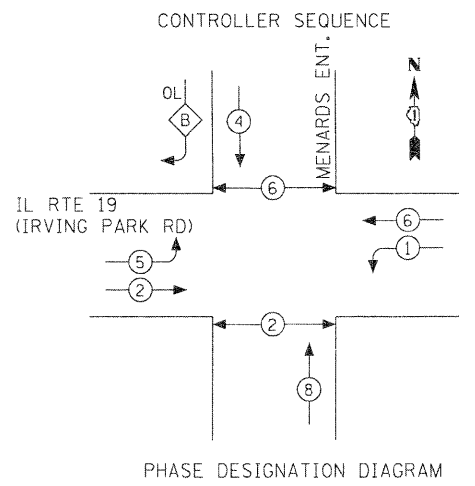 CONTROLLER SEQUENCE
MENARDS ENT.
N
OL
B
4
6
IL RTE 19
(IRVING PARK RD)
6
5
1
2
2
8
PHASE DESIGNATION DIAGRAM